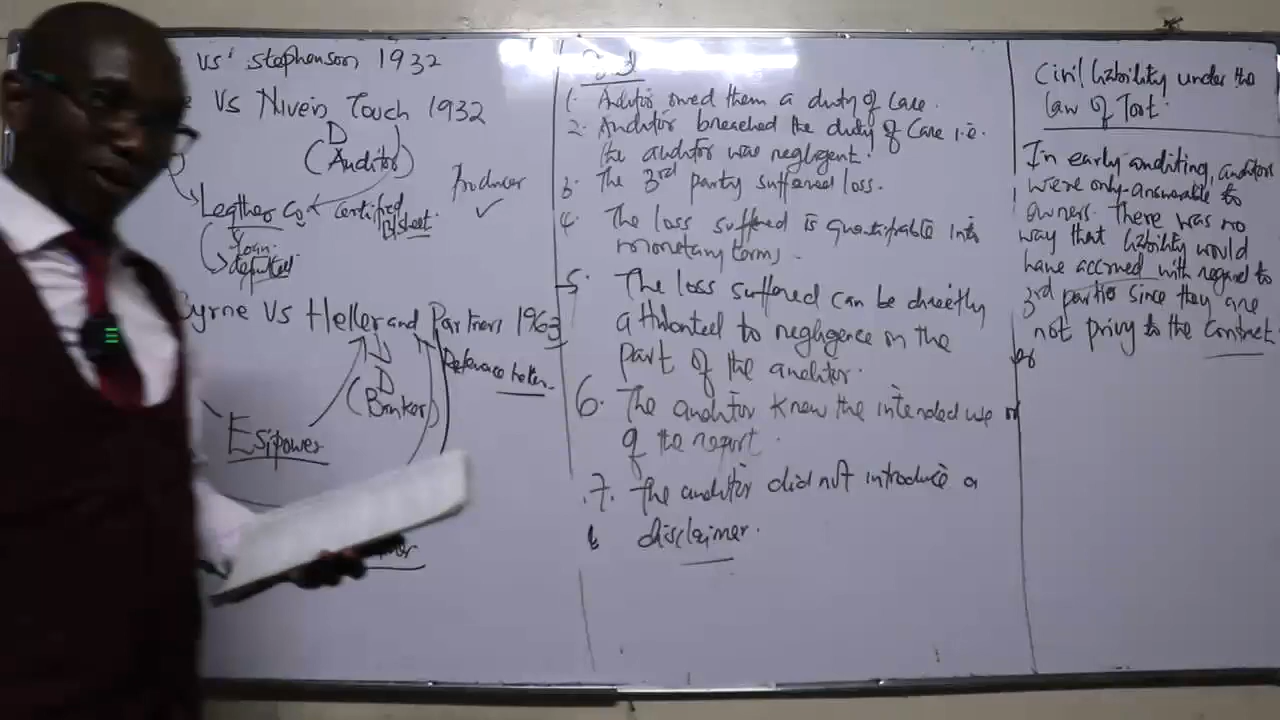 vs' Stephenson 1932
vs Niven Touch 1932
D
(Auditor)
Producer
✓
Leather Co
Certified
B/sheet.
loan
defaulted
Byrne vs Heller and Partners 1963
Reference letter.
D
(Banker)
Esipower
1. Auditor owed them a duty of care.
2. Auditor breached the duty of care i.e.
the auditor was negligent.
3. The 3rd party suffered loss.
4. The loss suffered is quantifiable into
monetary terms.
5. The loss suffered can be directly
attributed to negligence on the
part of the auditor.
6. The auditor knew the intended use
of the report.
7. The auditor did not introduce a
disclaimer.
Civil liability under the
law of Tort.
In early auditing, auditors
were only answerable to
owners. There was no
way that liability would
have accrued with regard to
3rd parties since they are
not privy to the contract